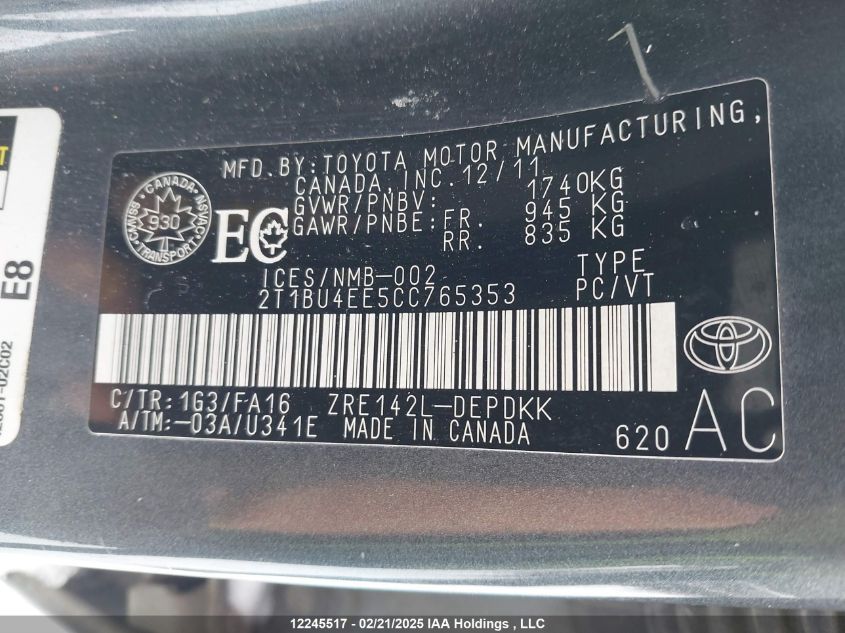 MFD.BY:TOYOTA MOTOR MANUFACTURING,
CANADA,INC.12/11
GVWR/PNBV: 1740KG
GAWR/PNBE:FR. 945 KG
RR. 835 KG
CANADA
930
TRANSPORT
EC
ICES/NMB-002
2T1BU4EE5CC765353
TYPE
PC/VT
C/TR:1G3/FA16 ZRE142L-DEPDKK
A/TM:-03A/U341E MADE IN CANADA
620 AC
E8
12245517 - 02/21/2025 IAA Holdings , LLC